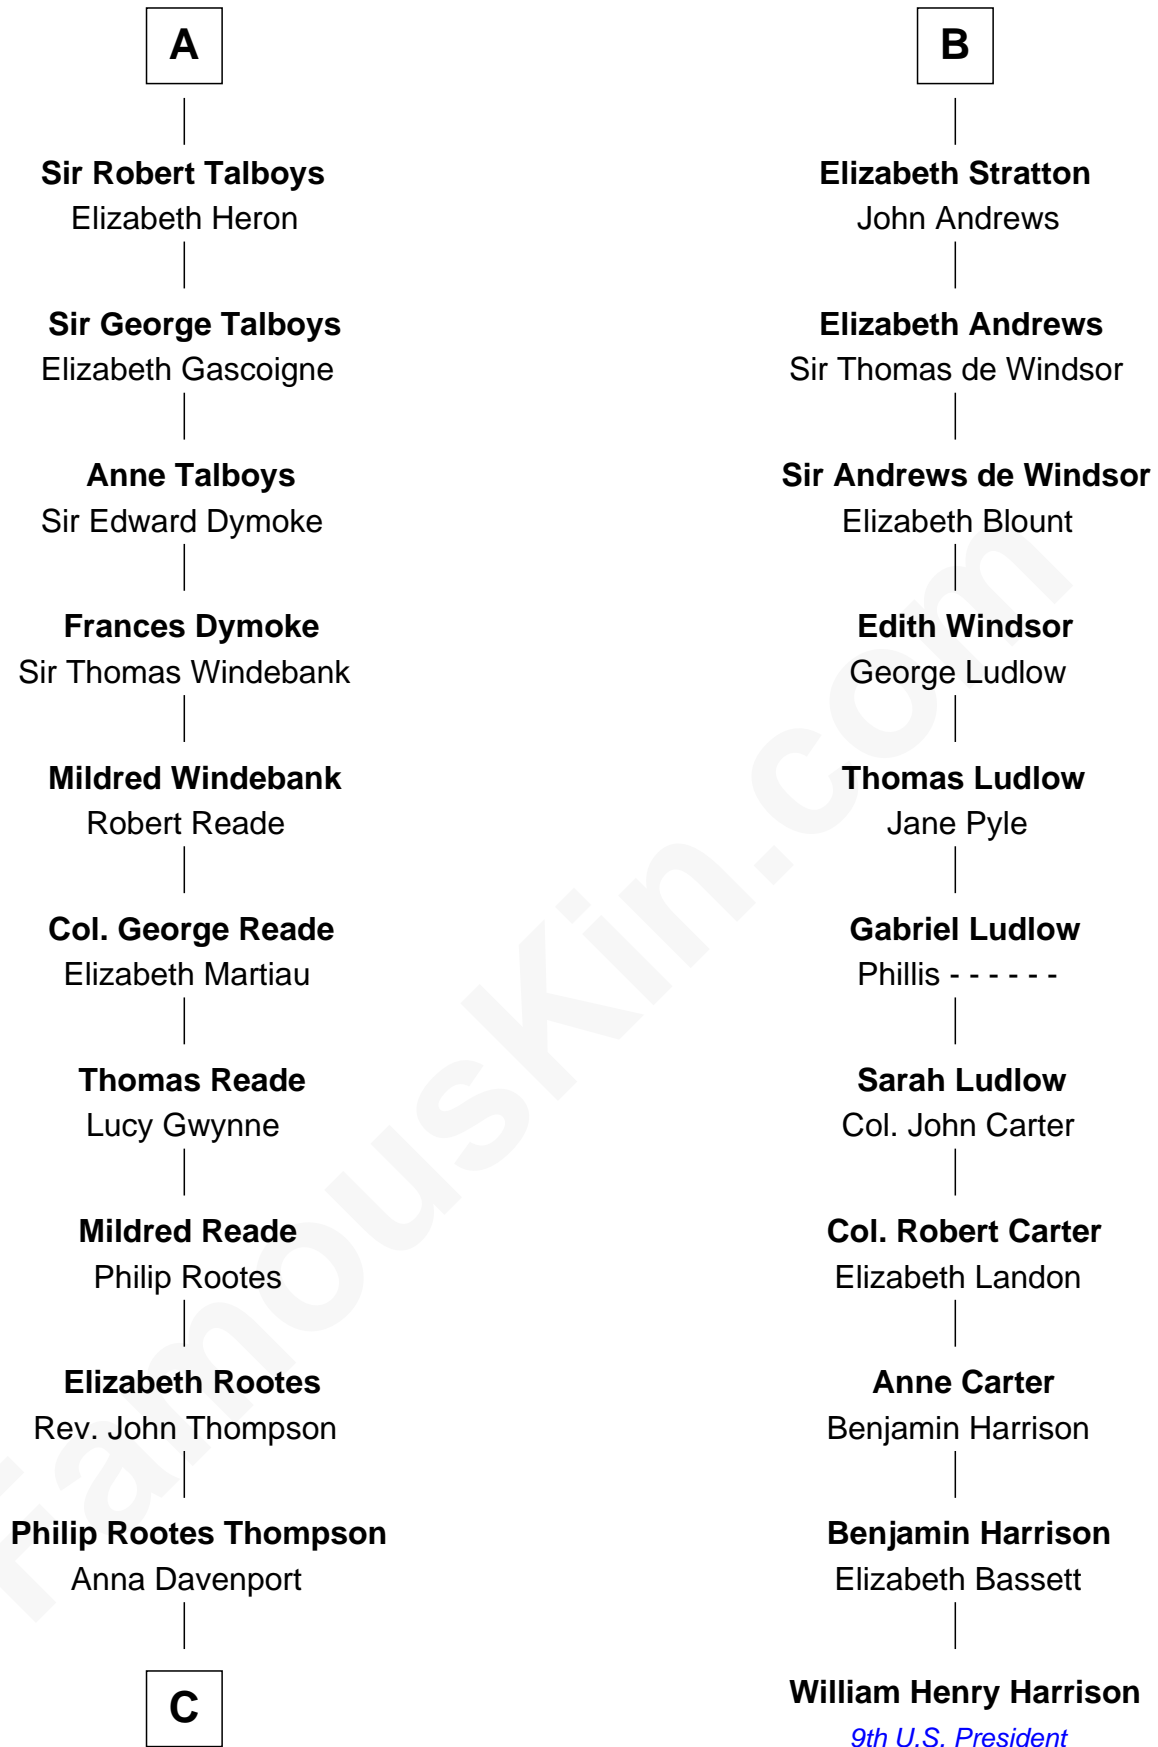 A
Sir Robert Talboys
Elizabeth Heron
Sir George Talboys
Elizabeth Gascoigne
Anne Talboys
Sir Edward Dymoke
Frances Dymoke
Sir Thomas Windebank
Mildred Windebank
Robert Reade
Col. George Reade
Elizabeth Martiau
Thomas Reade
Lucy Gwynne
Mildred Reade
Philip Rootes
Elizabeth Rootes
Rev. John Thompson
Philip Rootes Thompson
Anna Davenport
C
B
Elizabeth Stratton
John Andrews
Elizabeth Andrews
Sir Thomas de Windsor
Sir Andrews de Windsor
Elizabeth Blount
Edith Windsor
George Ludlow
Thomas Ludlow
Jane Pyle
Gabriel Ludlow
Phillis - - - - - -
Sarah Ludlow
Col. John Carter
Col. Robert Carter
Elizabeth Landon
Anne Carter
Benjamin Harrison
Benjamin Harrison
Elizabeth Bassett
William Henry Harrison
9th U.S. President
FamousKin.com